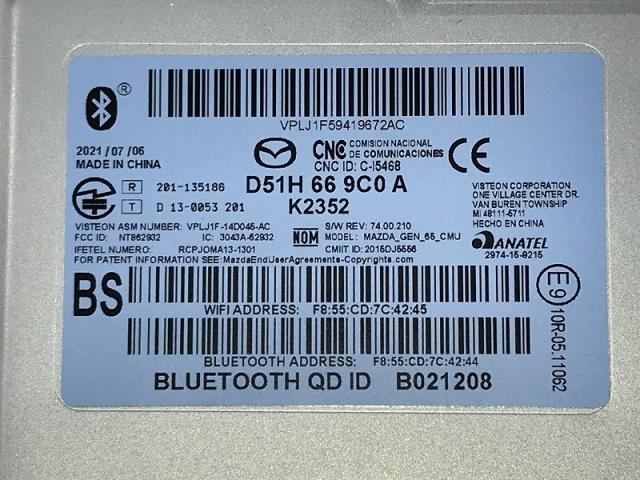 ®
VPLJ1F59419672AC
2021/07/06
MADE IN CHINA
CNC COMISION NACIONAL
DE COMUNICACIONES
CNC ID: C-I5468
CE
R 201-135186
T D 13-0053 201
D51H 66 9C0 A
K2352
VISTEON CORPORATION
ONE VILLAGE CENTER DR.
VAN BUREN TOWNSHIP
MI 48111-5711
HECHO EN CHINA
VISTEON ASM NUMBER: VPLJ1F-14D045-AC
FCC ID: NT862932 IC: 3043A-62932
IFETEL NUMERO: RCPJOMA13-1301
NOM
S/W REV: 74.00.210
MODEL: MAZDA_GEN_65_CMU
CMIIT ID: 2015DJ5556
ANATEL
2974-15-9215
FOR PATENT INFORMATION SEE:MazdaEndUserAgreements-Copyrights.com
BS
WIFI ADDRESS: F8:55:CD:7C:42:45
BLUETOOTH ADDRESS: F8:55:CD:7C:42:44
BLUETOOTH QD ID B021208
E9
10R-05.11062